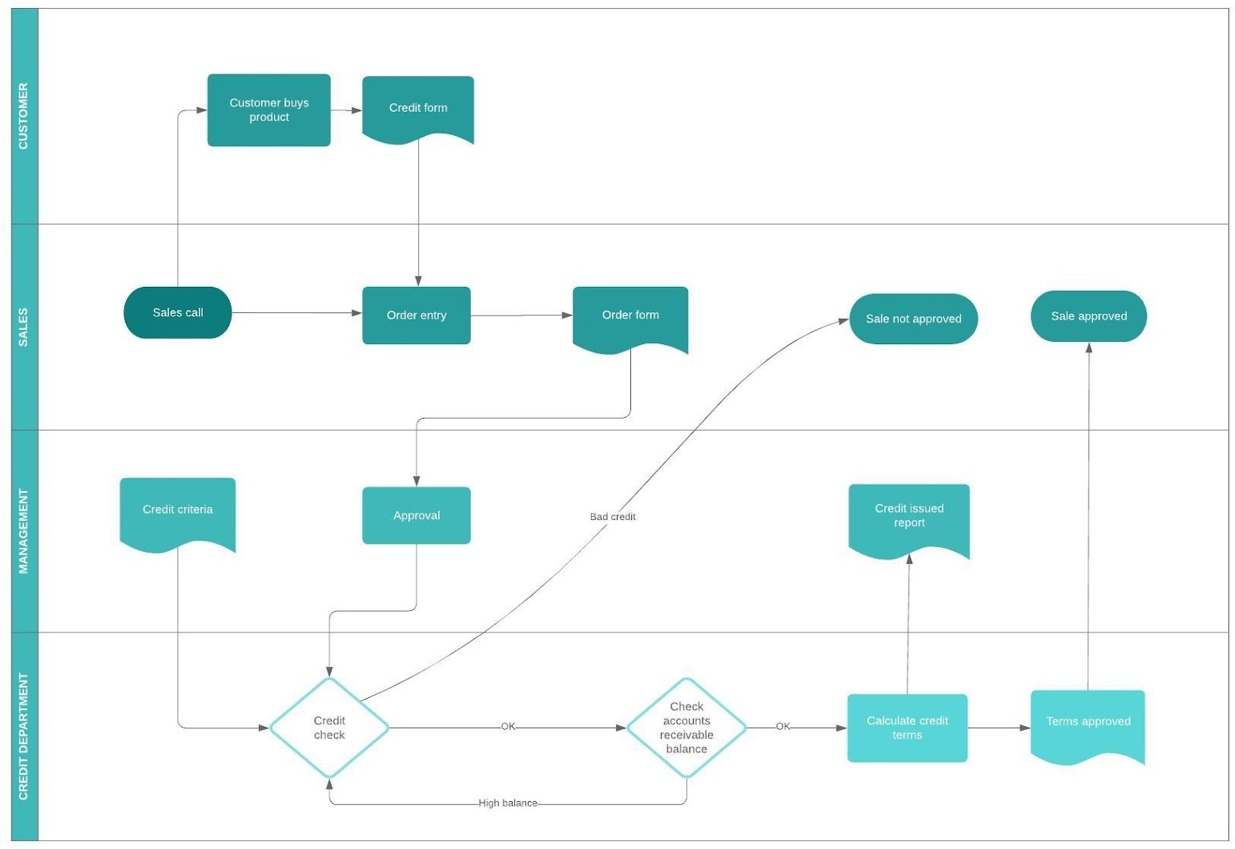 CUSTOMER
Customer buys
product
Credit form
SALES
Sales call
Order entry
Order form
Sale not approved
Sale approved
MANAGEMENT
Credit criteria
Approval
Bad credit
Credit issued
report
CREDIT DEPARTMENT
Credit
check
OK
Check
accounts
receivable
balance
OK
Calculate credit
terms
Terms approved
High balance